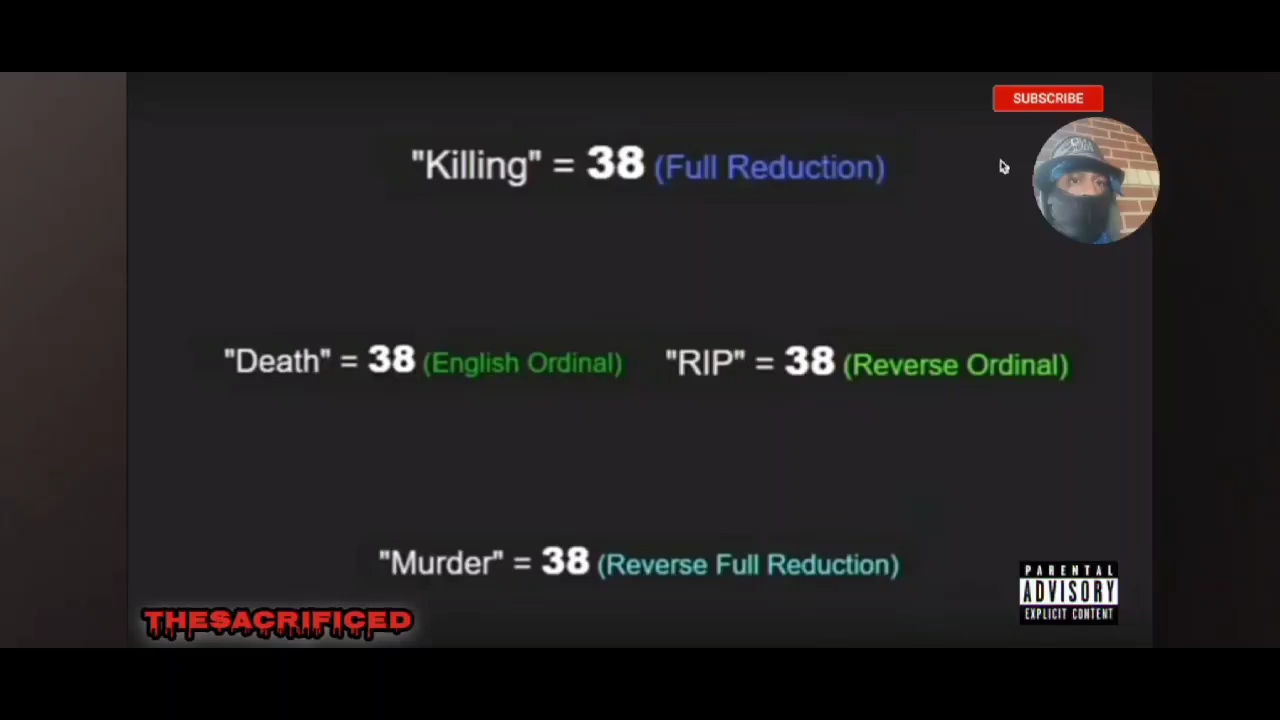 SUBSCRIBE
"Killing" = 38 (Full Reduction)
"Death" = 38 (English Ordinal)
"RIP" = 38 (Reverse Ordinal)
"Murder" = 38 (Reverse Full Reduction)
THESACRIFICED
PARENTAL
ADVISORY
EXPLICIT CONTENT